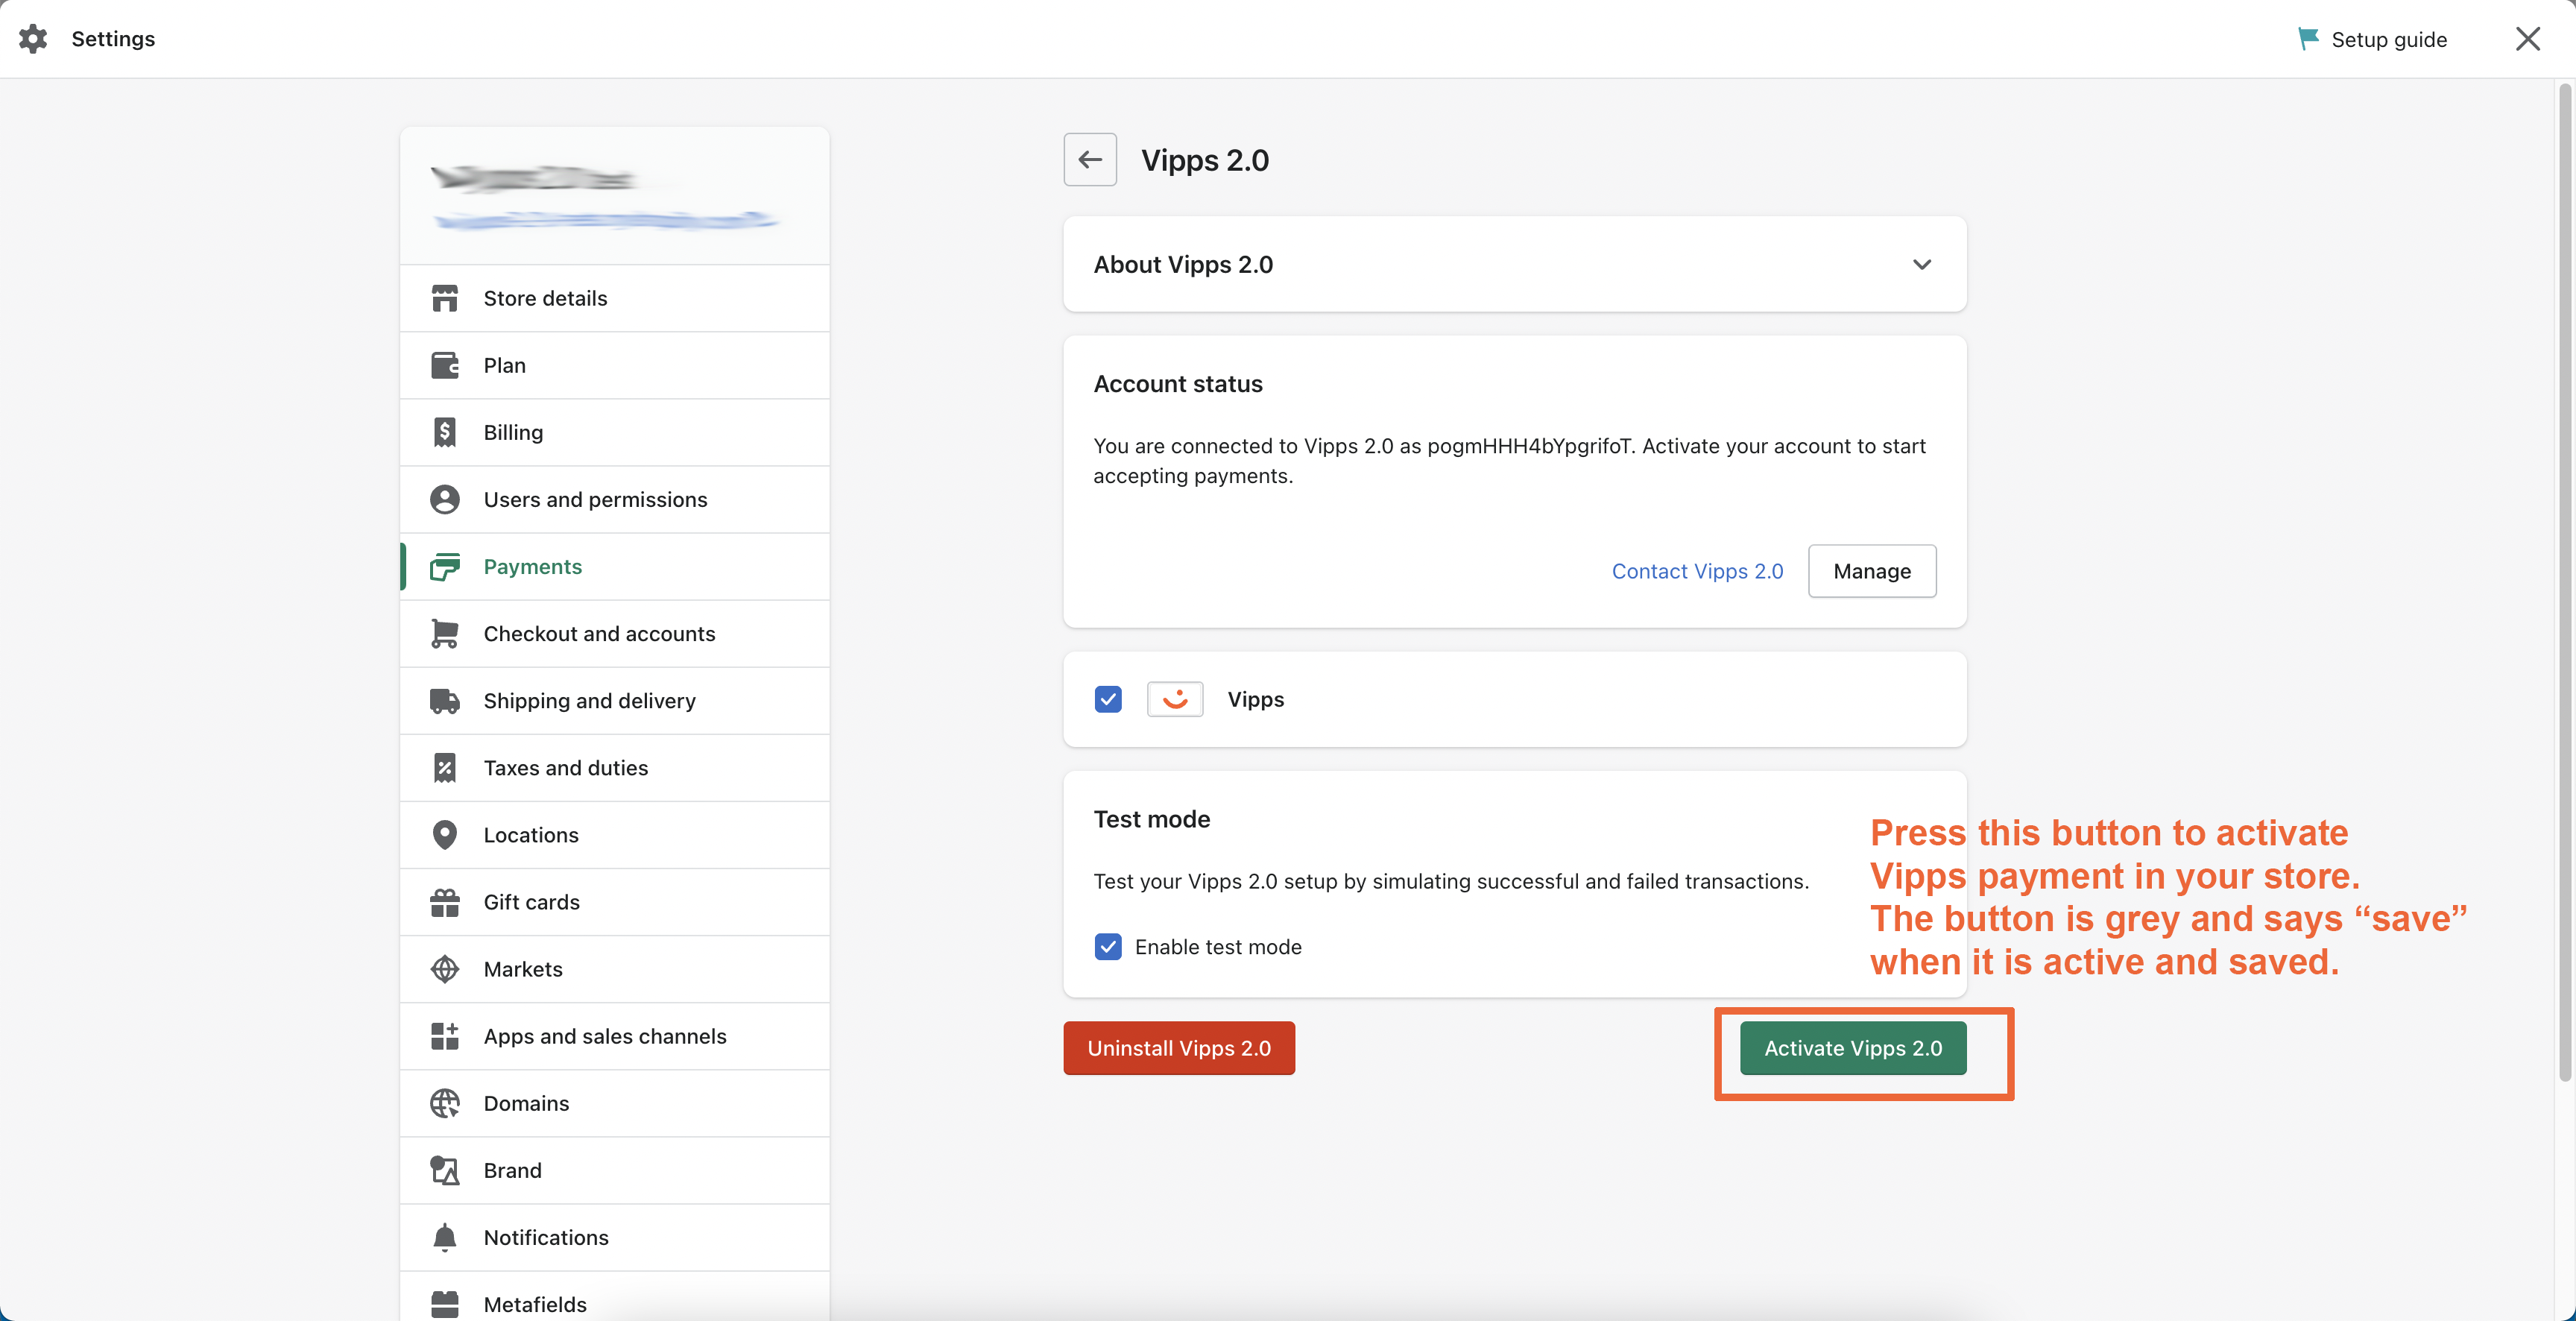 Settings
Setup guide
Store details
Plan
Billing
Users and permissions
Payments
Checkout and accounts
Shipping and delivery
Taxes and duties
Locations
Gift cards
Markets
Apps and sales channels
Domains
Brand
Notifications
Metafields
Vipps 2.0
About Vipps 2.0
Account status
You are connected to Vipps 2.0 as pogmHHH4bYpgrifoT. Activate your account to start
accepting payments.
Contact Vipps 2.0
Manage
Vipps
Test mode
Test your Vipps 2.0 setup by simulating successful and failed transactions.
Enable test mode
Press this button to activate
Vipps payment in your store.
The button is grey and says “save”
when it is active and saved.
Uninstall Vipps 2.0
Activate Vipps 2.0